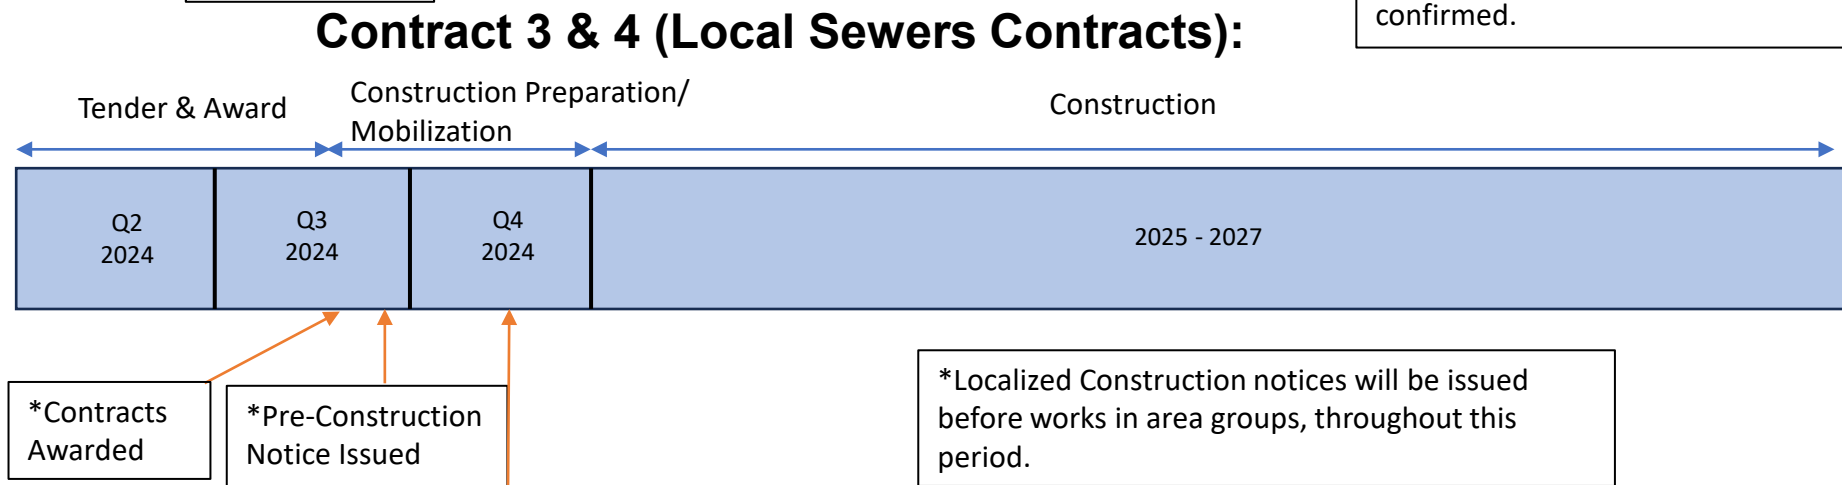 confirmed.
Contract 3 & 4 (Local Sewers Contracts):
Tender & Award
Construction Preparation/
Mobilization
Construction
Q2
2024
Q3
2024
Q4
2024
2025 - 2027
*Contracts
Awarded
*Pre-Construction
Notice Issued
*Localized Construction notices will be issued
before works in area groups, throughout this
period.